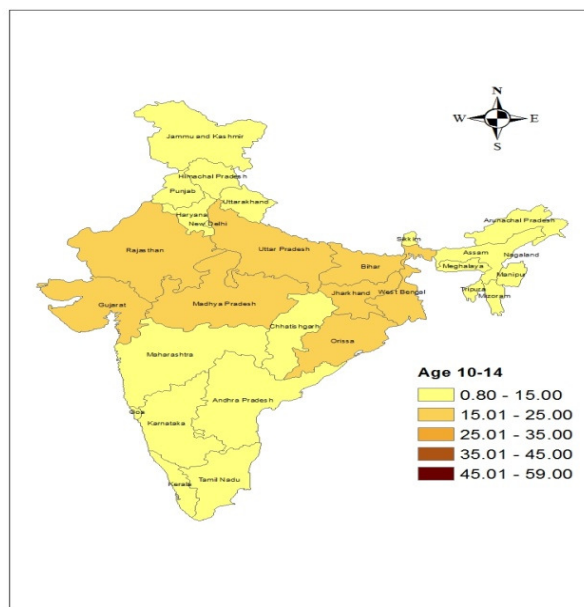 N
W E
S
Jammu and Kashmir
Himachal Pradesh
Punjab
Uttarakhand
Haryana
New Delhi
Rajasthan
Uttar Pradesh
Bihar
Sikkim
Arunachal Pradesh
Assam
Nagaland
Meghalaya
Manipur
Tripura
Mizoram
Gujarat
Madhya Pradesh
Jharkhand
West Bengal
Chhatishgarh
Orissa
Maharashtra
Andhra Pradesh
Goa
Karnataka
Kerala
Tamil Nadu
Age 10-14
0.80 - 15.00
15.01 - 25.00
25.01 - 35.00
35.01 - 45.00
45.01 - 59.00